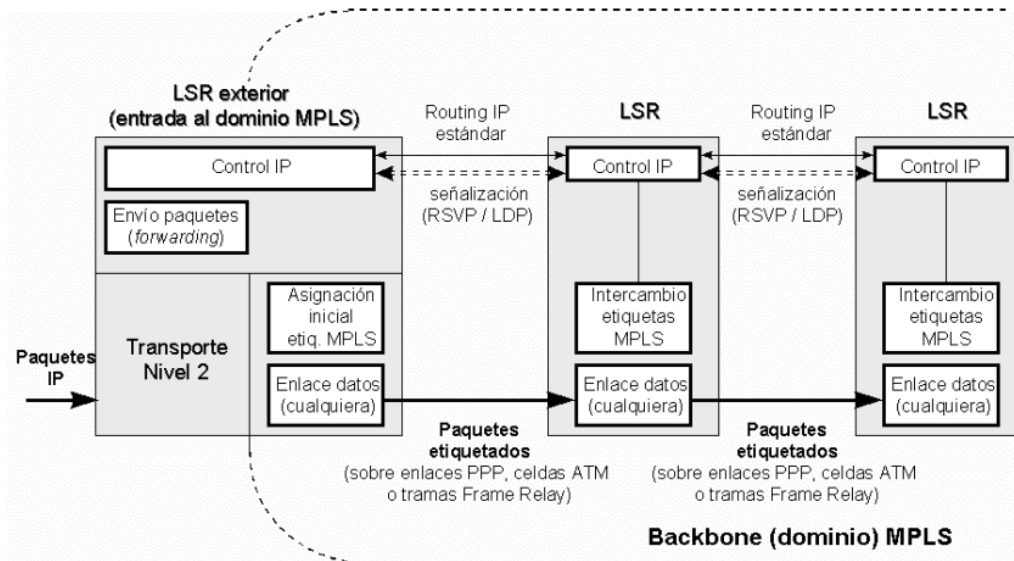 LSR exterior
(entrada al dominio MPLS)
Routing IP
estándar
LSR
Routing IP
estándar
LSR
Control IP
Control IP
Control IP
señalización
(RSVP / LDP)
señalización
(RSVP / LDP)
Envío paquetes
(forwarding)
Asignación
inicial
etiq. MPLS
Intercambio
etiquetas
MPLS
Intercambio
etiquetas
MPLS
Transporte
Nivel 2
Paquetes
IP
Enlace datos
(cualquiera)
Enlace datos
(cualquiera)
Enlace datos
(cualquiera)
Paquetes
etiquetados
(sobre enlaces PPP, celdas ATM
o tramas Frame Relay)
Paquetes
etiquetados
(sobre enlaces PPP, celdas ATM
o tramas Frame Relay)
Backbone (dominio) MPLS